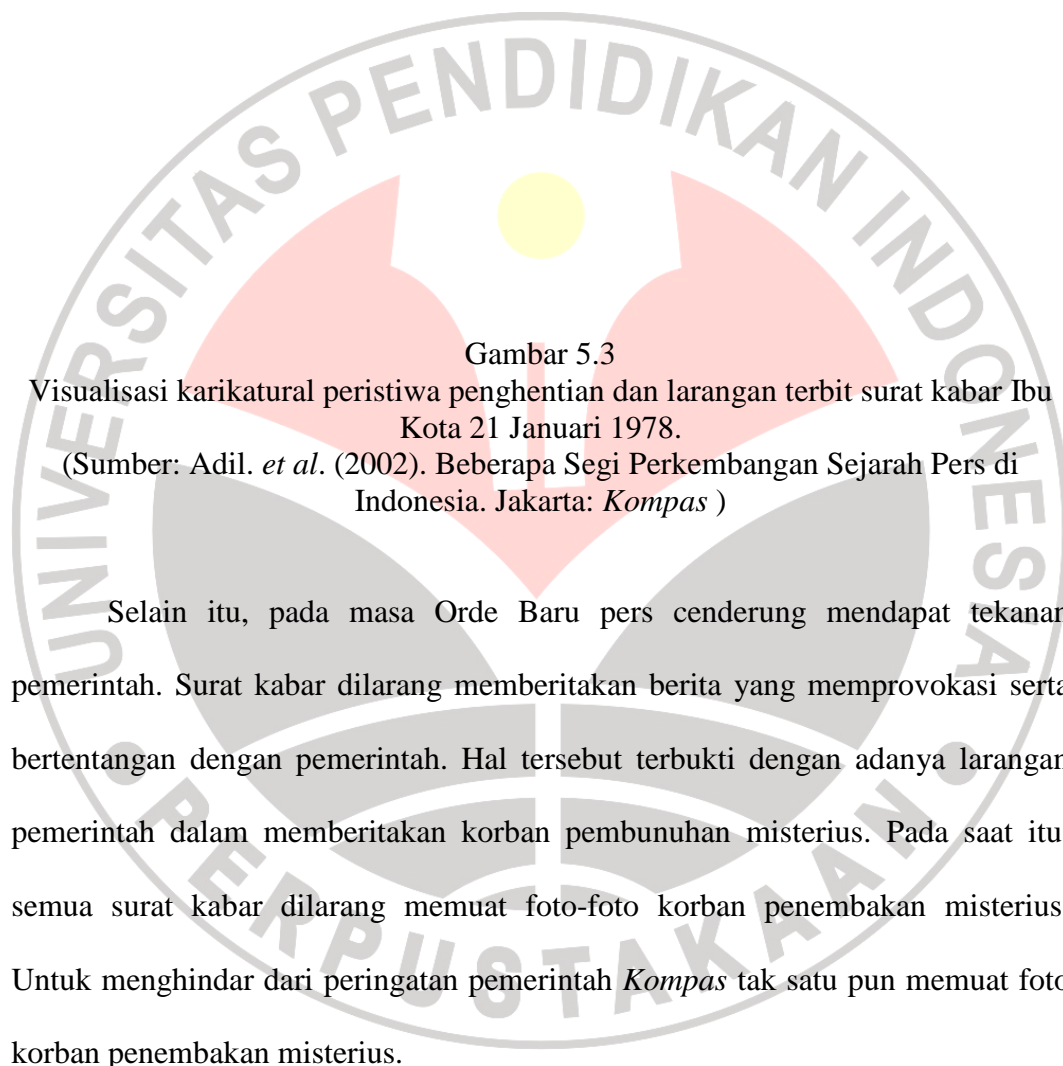 UNIVERSITAS PENDIDIKAN INDONESIA
PERPUSTAKAAN
Gambar 5.3
Visualisasi karikatural peristiwa penghentian dan larangan terbit surat kabar Ibu
Kota 21 Januari 1978.
(Sumber: Adil. et al. (2002). Beberapa Segi Perkembangan Sejarah Pers di
Indonesia. Jakarta: Kompas )
Selain itu, pada masa Orde Baru pers cenderung mendapat tekanan
pemerintah. Surat kabar dilarang memberitakan berita yang memprovokasi serta
bertentangan dengan pemerintah. Hal tersebut terbukti dengan adanya larangan
pemerintah dalam memberitakan korban pembunuhan misterius. Pada saat itu
semua surat kabar dilarang memuat foto-foto korban penembakan misterius
Untuk menghindar dari peringatan pemerintah Kompas tak satu pun memuat foto
korban penembakan misterius.